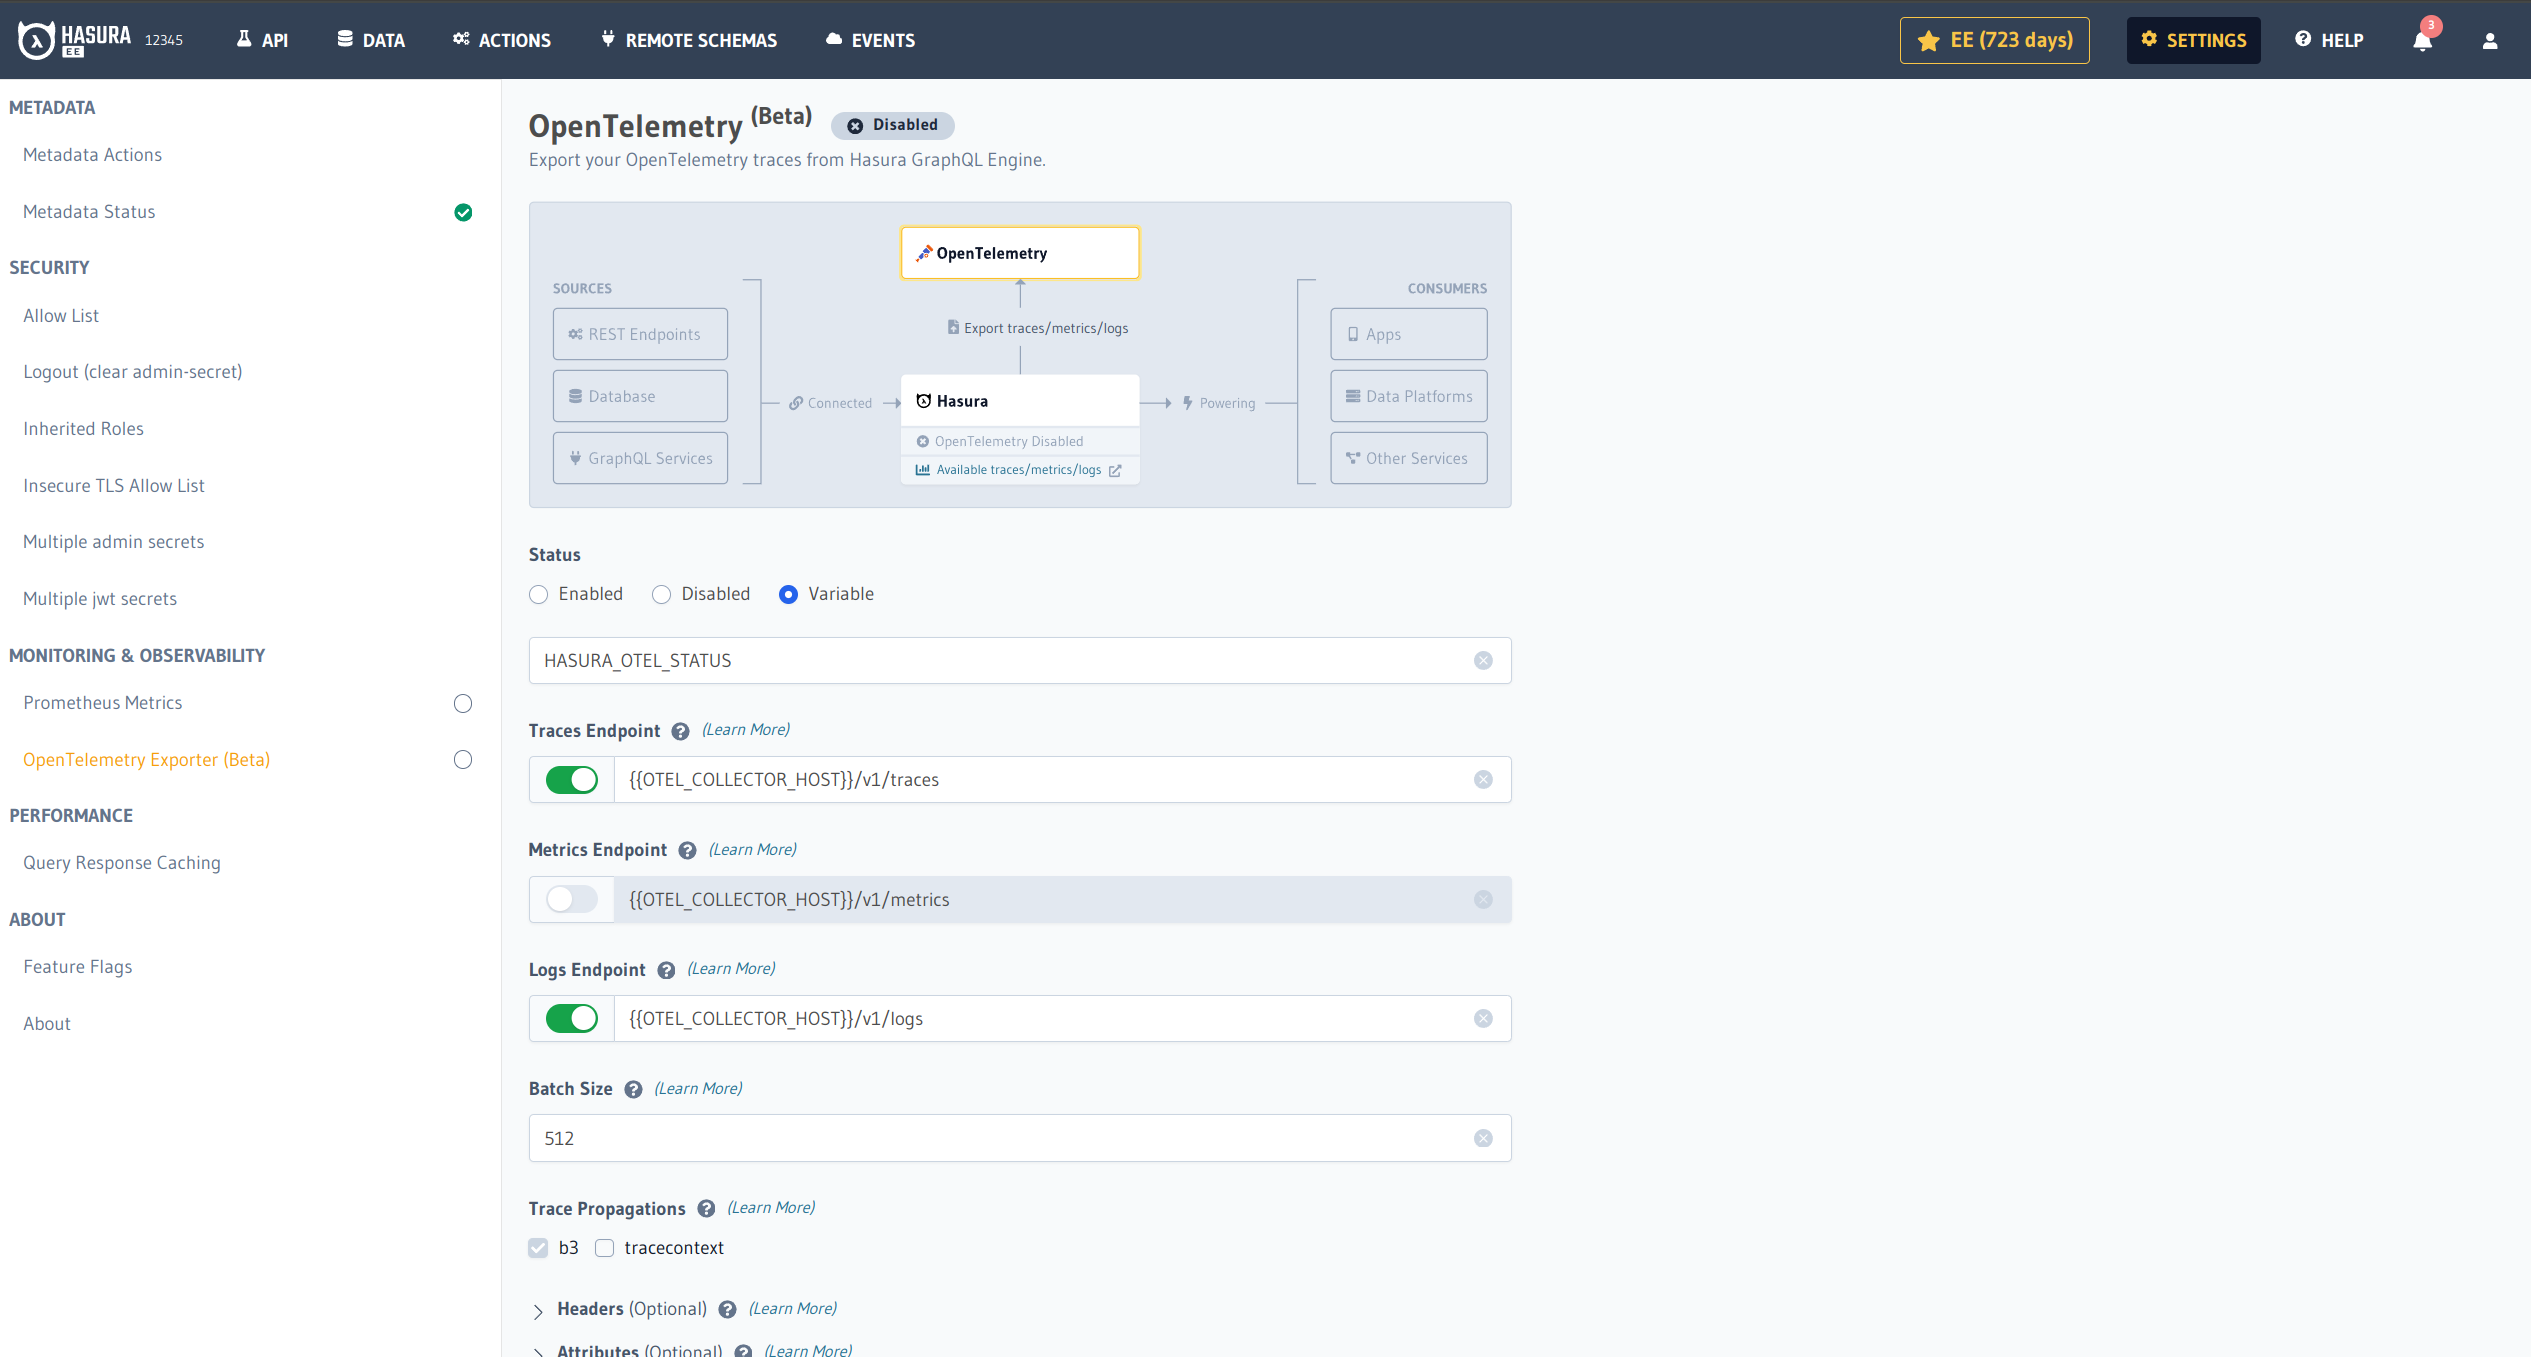 HASURA
EE
12345
API
DATA
ACTIONS
REMOTE SCHEMAS
EVENTS
EE (723 days)
SETTINGS
HELP
3
METADATA
Metadata Actions
Metadata Status
SECURITY
Allow List
Logout (clear admin-secret)
Inherited Roles
Insecure TLS Allow List
Multiple admin secrets
Multiple jwt secrets
MONITORING & OBSERVABILITY
Prometheus Metrics
OpenTelemetry Exporter (Beta)
PERFORMANCE
Query Response Caching
ABOUT
Feature Flags
About
OpenTelemetry (Beta)
Disabled
Export your OpenTelemetry traces from Hasura GraphQL Engine.
OpenTelemetry
SOURCES
CONSUMERS
Export traces/metrics/logs
REST Endpoints
Database
GraphQL Services
Connected
Hasura
OpenTelemetry Disabled
Available traces/metrics/logs
Powering
Apps
Data Platforms
Other Services
Status
Enabled
Disabled
Variable
HASURA_OTEL_STATUS
Traces Endpoint ? (Learn More)
{{OTEL_COLLECTOR_HOST}}/v1/traces
Metrics Endpoint ? (Learn More)
{{OTEL_COLLECTOR_HOST}}/v1/metrics
Logs Endpoint ? (Learn More)
{{OTEL_COLLECTOR_HOST}}/v1/logs
Batch Size ? (Learn More)
512
Trace Propagations ? (Learn More)
b3
tracecontext
Headers (Optional) ? (Learn More)
Attributes (Optional) ? (Learn More)